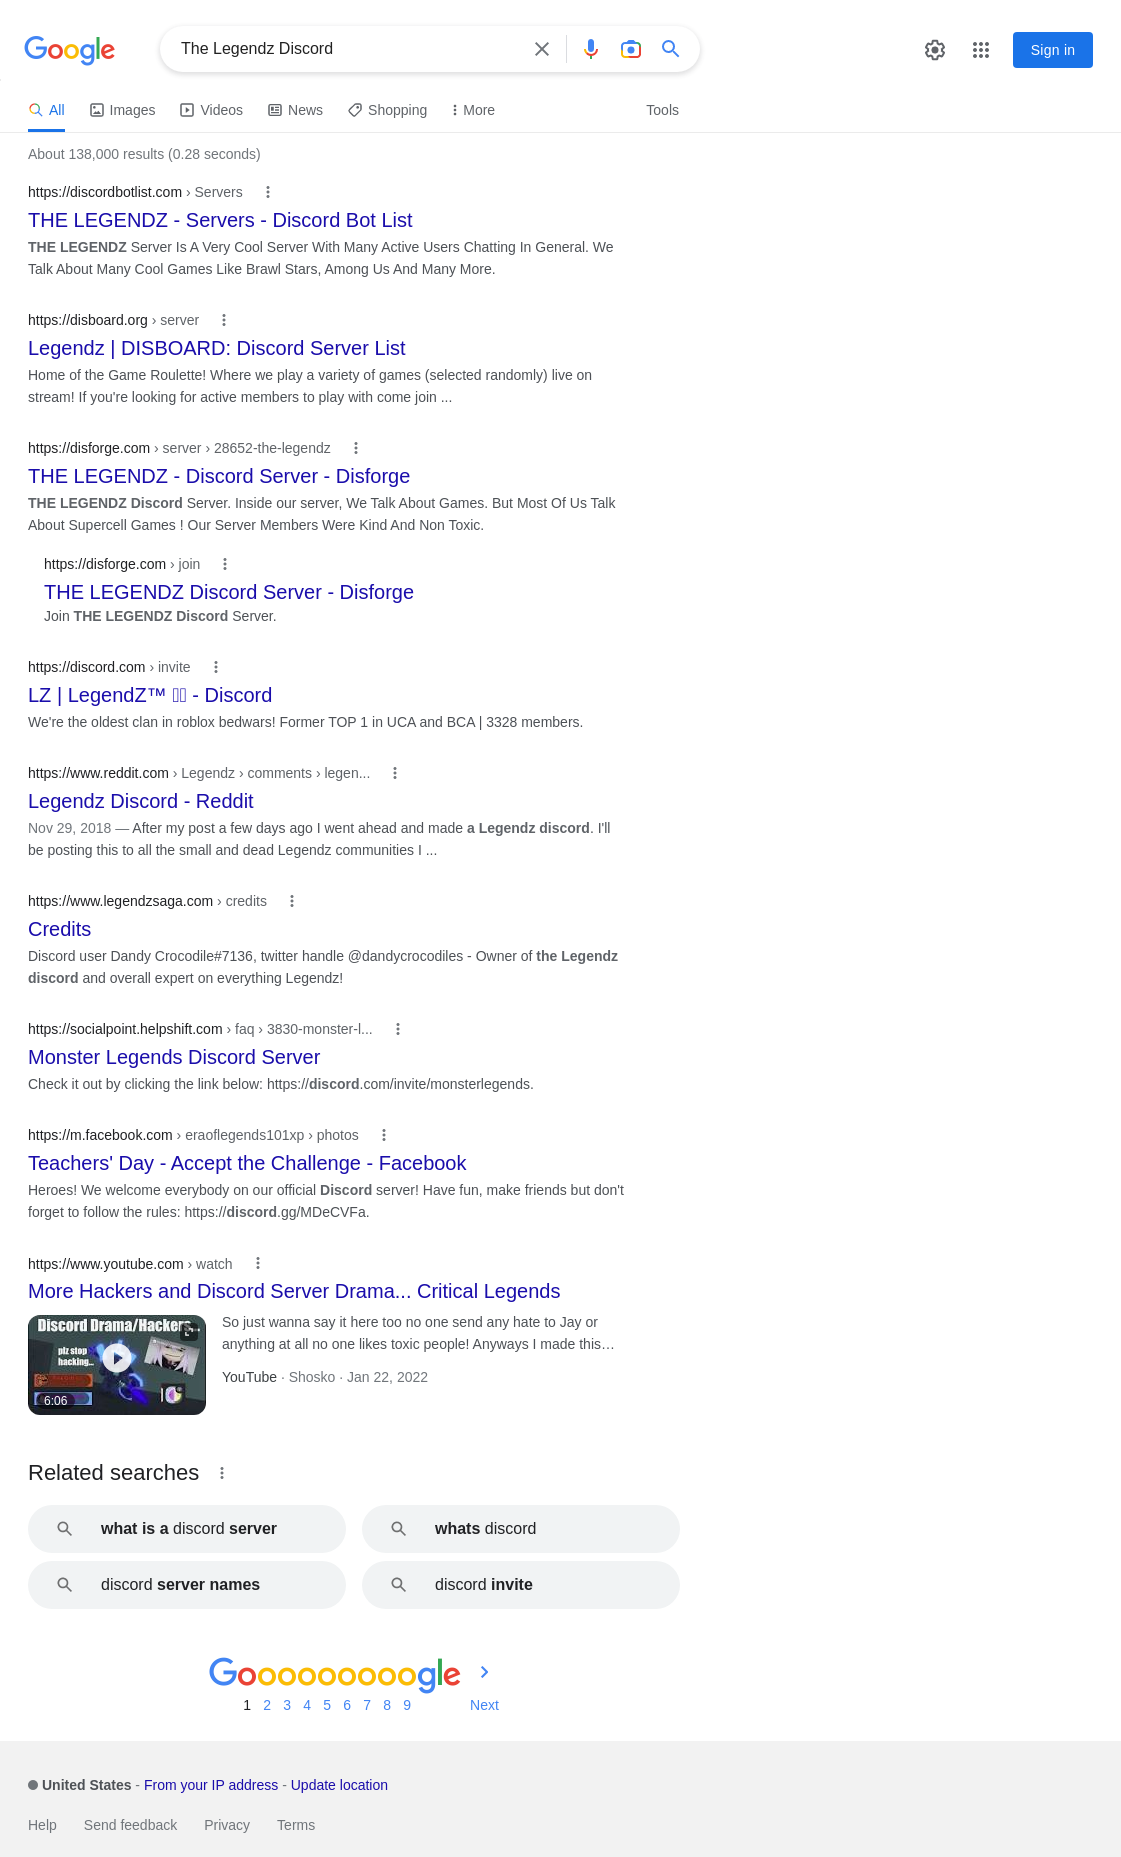 Google
The Legendz Discord
Sign in
All Images Videos News Shopping More Tools
About 138,000 results (0.28 seconds)
https://discordbotlist.com › Servers
THE LEGENDZ - Servers - Discord Bot List
THE LEGENDZ Server Is A Very Cool Server With Many Active Users Chatting In General. We
Talk About Many Cool Games Like Brawl Stars, Among Us And Many More.
https://disboard.org › server
Legendz | DISBOARD: Discord Server List
Home of the Game Roulette! Where we play a variety of games (selected randomly) live on
stream! If you're looking for active members to play with come join ...
https://disforge.com › server › 28652-the-legendz
THE LEGENDZ - Discord Server - Disforge
THE LEGENDZ Discord Server. Inside our server, We Talk About Games. But Most Of Us Talk
About Supercell Games ! Our Server Members Were Kind And Non Toxic.
https://disforge.com › join
THE LEGENDZ Discord Server - Disforge
Join THE LEGENDZ Discord Server.
https://discord.com › invite
LZ | LegendZ™ - Discord
We're the oldest clan in roblox bedwars! Former TOP 1 in UCA and BCA | 3328 members.
https://www.reddit.com › Legendz › comments › legen...
Legendz Discord - Reddit
Nov 29, 2018 — After my post a few days ago I went ahead and made a Legendz discord. I'll
be posting this to all the small and dead Legendz communities I ...
https://www.legendzsaga.com › credits
Credits
Discord user Dandy Crocodile#7136, twitter handle @dandycrocodiles - Owner of the Legendz
discord and overall expert on everything Legendz!
https://socialpoint.helpshift.com › faq › 3830-monster-l...
Monster Legends Discord Server
Check it out by clicking the link below: https://discord.com/invite/monsterlegends.
https://m.facebook.com › eraoflegends101xp › photos
Teachers' Day - Accept the Challenge - Facebook
Heroes! We welcome everybody on our official Discord server! Have fun, make friends but don't
forget to follow the rules: https://discord.gg/MDeCVFa.
https://www.youtube.com › watch
More Hackers and Discord Server Drama... Critical Legends
Discord Drama/Hackers...
plz stop
hacking...
6:06
So just wanna say it here too no one send any hate to Jay or
anything at all no one likes toxic people! Anyways I made this…
YouTube · Shosko · Jan 22, 2022
Related searches
what is a discord server
whats discord
discord server names
discord invite
Gooooooooogle
1 2 3 4 5 6 7 8 9 Next
United States - From your IP address - Update location
Help Send feedback Privacy Terms